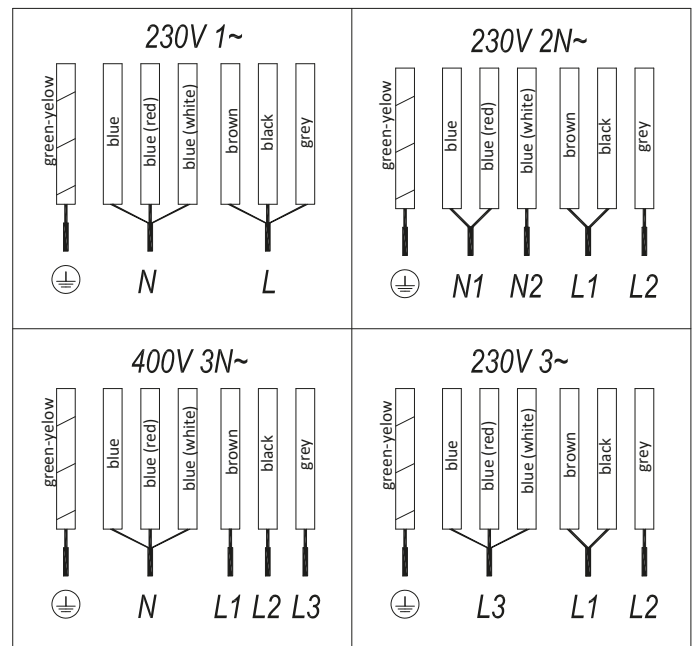 230V 1~
green-yelow
blue
blue (red)
blue (white)
brown
black
grey
N
L
230V 2N~
green-yelow
blue
blue (red)
blue (white)
brown
black
grey
N1 N2 L1 L2
400V 3N~
green-yelow
blue
blue (red)
blue (white)
brown
black
grey
N
L1 L2 L3
230V 3~
green-yelow
blue
blue (red)
blue (white)
brown
black
grey
L3
L1
L2